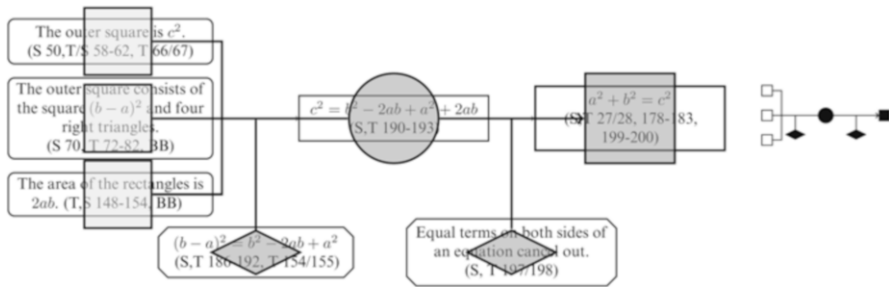 The outer square is c².
(S 50,T/S 58-62, T 66/67)
The outer square consists of
the square (b − a)² and four
right triangles.
(S 70, T 72-82, BB)
The area of the rectangles is
2ab. (T,S 148-154, BB)
c² = b² − 2ab + a² + 2ab
(S,T 190-193)
a² + b² = c²
(S,T 27/28, 178-183,
199-200)
(b − a)² = b² − 2ab + a²
(S,T 186-192, T 154/155)
Equal terms on both sides of
an equation cancel out.
(S, T 197/198)